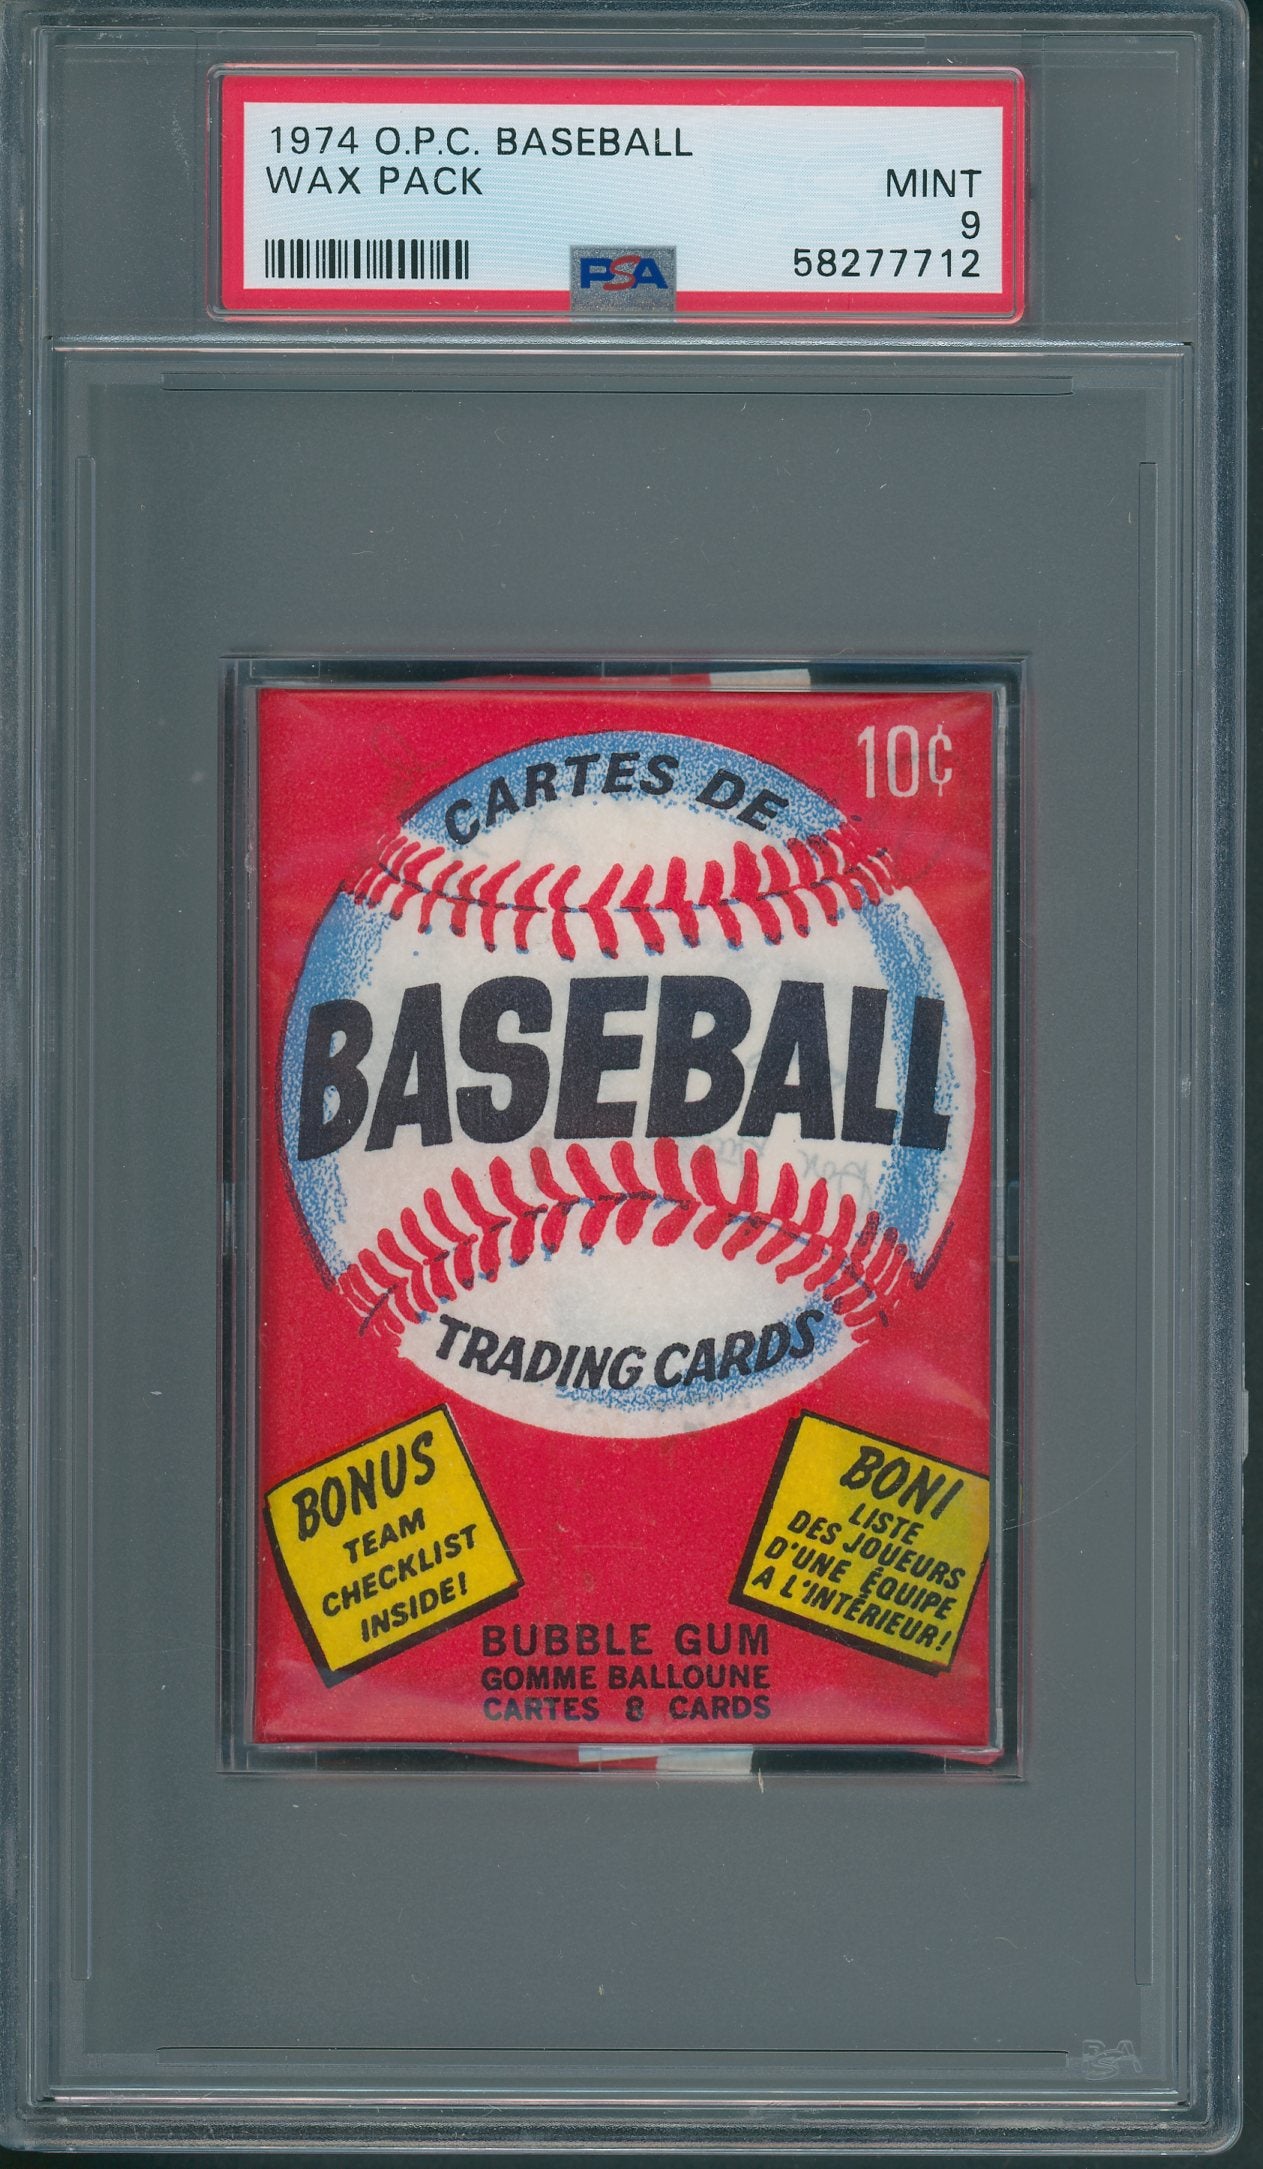 1974 O.P.C. BASEBALL
WAX PACK
MINT
9
58277712
PSA
10¢
CARTES DE
BASEBALL
TRADING CARDS
BONUS
TEAM
CHECKLIST
INSIDE!
BONI
LISTE
DES JOUEURS
D'UNE ÉQUIPE
A L'INTÉRIEUR!
BUBBLE GUM
GOMME BALLOUNE
CARTES 8 CARDS
PSA